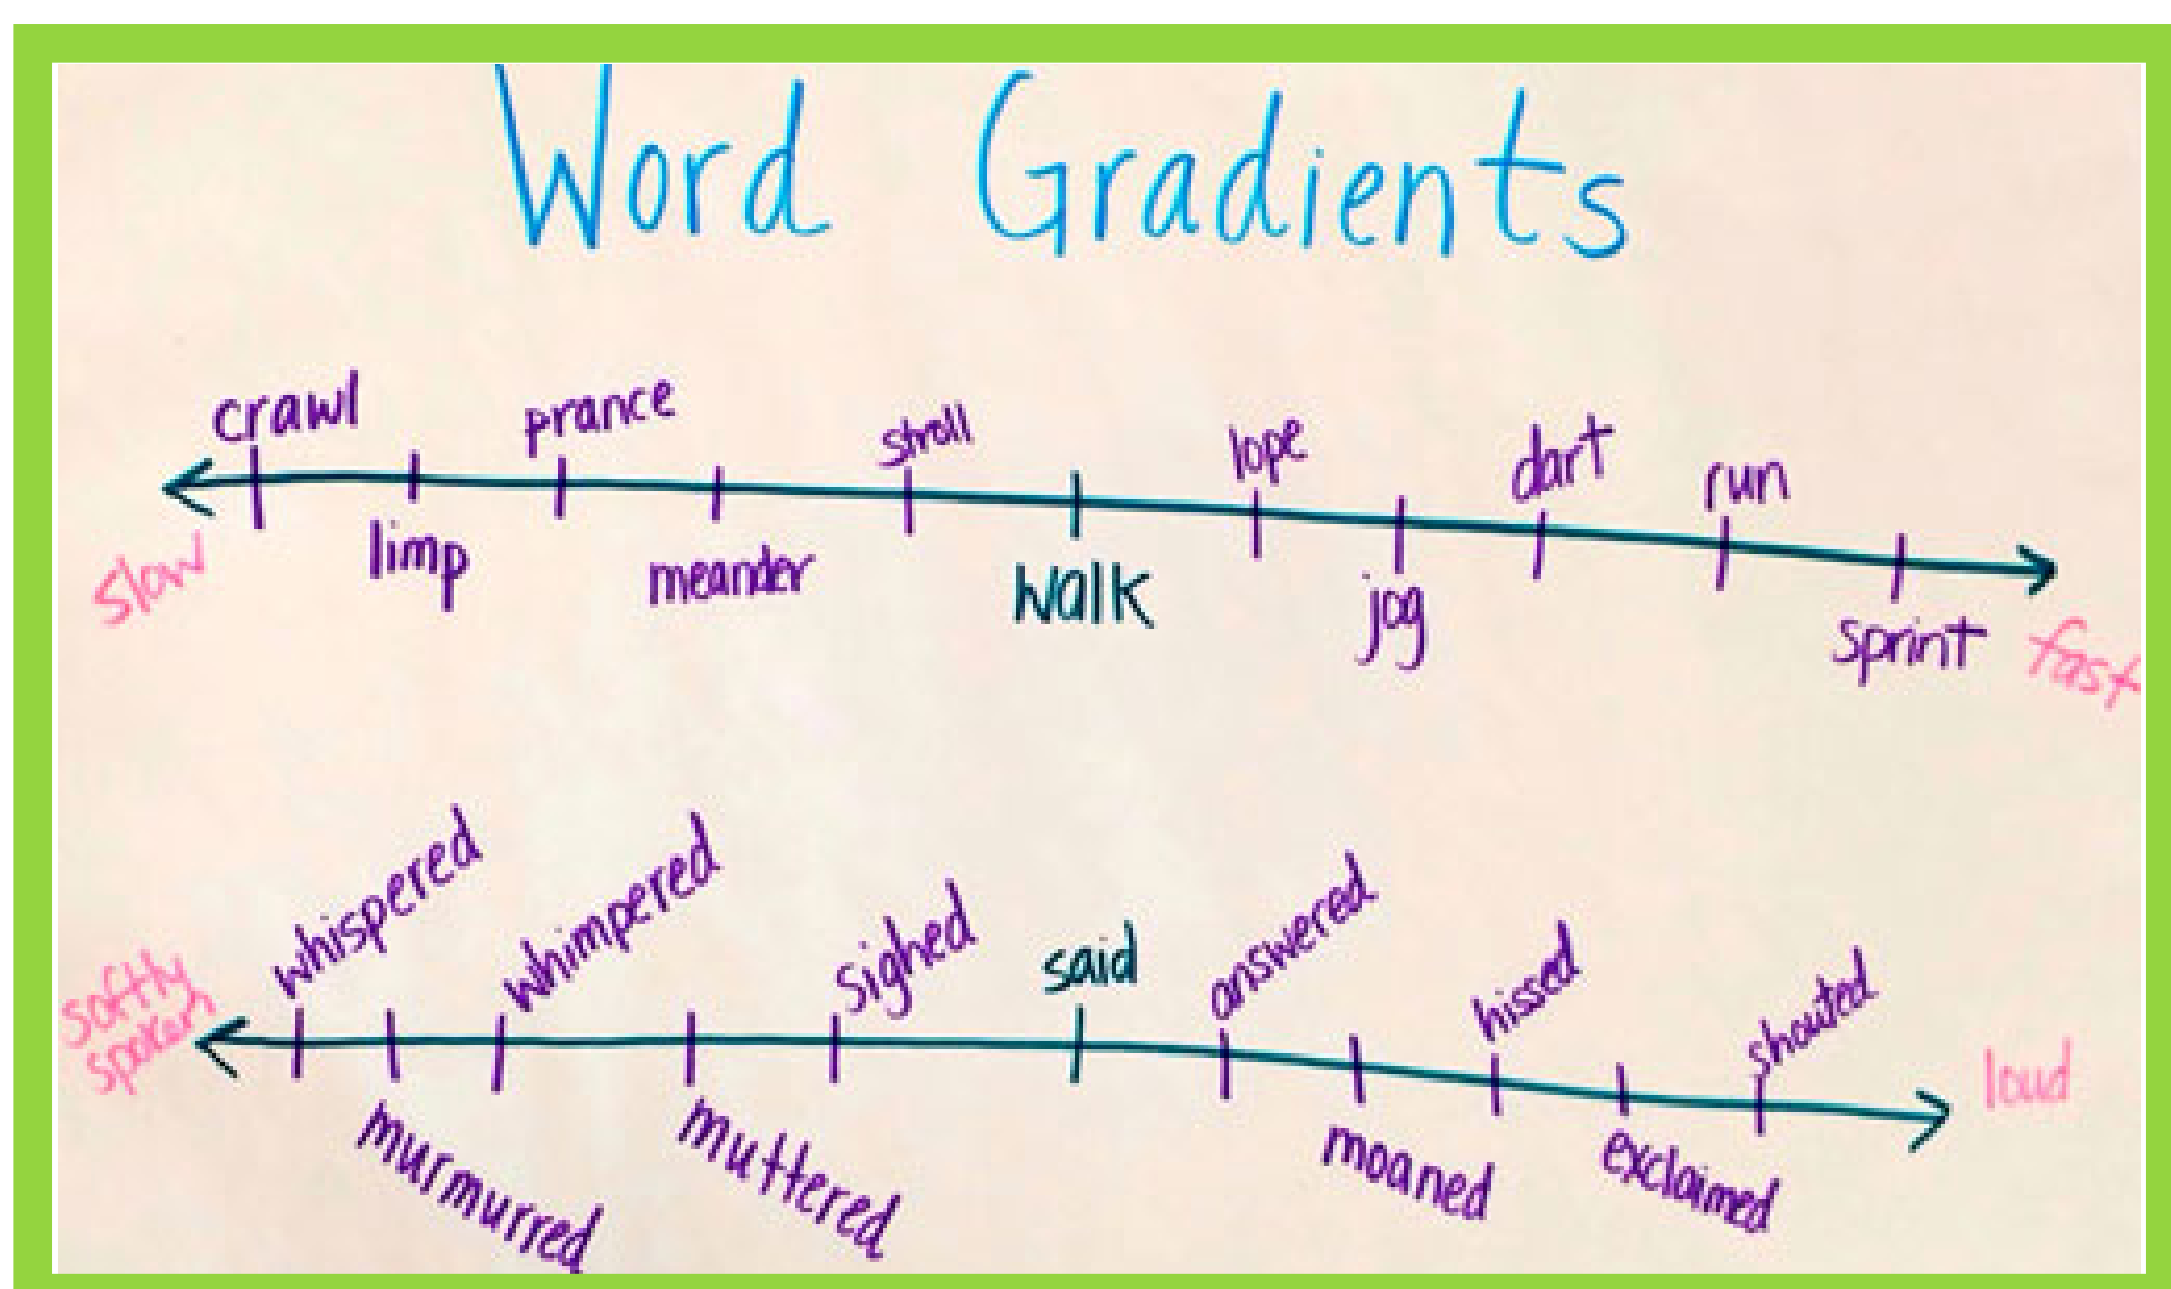 Word Gradients
crawl prance stroll lope dart run
slow limp meander walk jog sprint fast
whispered whimpered sighed said answered hissed shouted
softly
spoken
loud
murmurred muttered moaned exclaimed